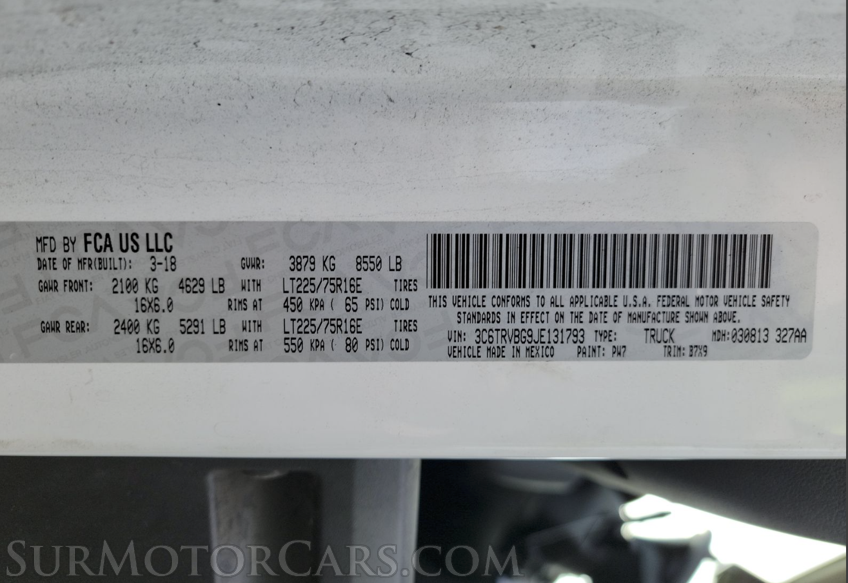 MFD BY FCA US LLC
DATE OF MFR(BUILT): 3-18 GVWR: 3879 KG 8550 LB
GAWR FRONT: 2100 KG 4629 LB WITH LT225/75R16E TIRES
16X6.0 RIMS AT 450 KPA ( 65 PSI) COLD
GAWR REAR: 2400 KG 5291 LB WITH LT225/75R16E TIRES
16X6.0 RIMS AT 550 KPA ( 80 PSI) COLD
THIS VEHICLE CONFORMS TO ALL APPLICABLE U.S.A. FEDERAL MOTOR VEHICLE SAFETY
STANDARDS IN EFFECT ON THE DATE OF MANUFACTURE SHOWN ABOVE.
VIN: 3C6TRVBG9JE131793 TYPE: TRUCK MDH:030813 327AA
VEHICLE MADE IN MEXICO PAINT: PW7 TRIM: B7X9
SURMOTORCARS.COM